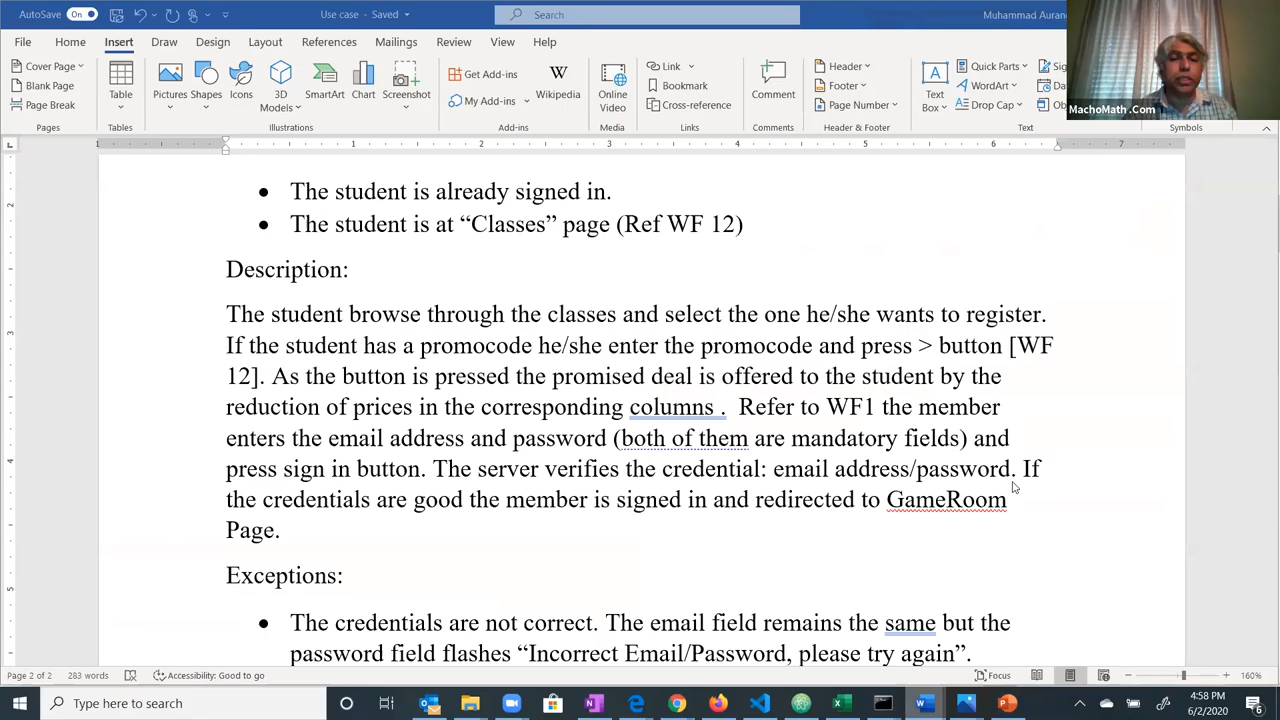 AutoSave On Use case - Saved Search Muhammad Auran
File Home Insert Draw Design Layout References Mailings Review View Help
Cover Page Blank Page Page Break Pages
Table Tables
Pictures Shapes Icons 3D Models SmartArt Chart Screenshot Illustrations
Get Add-ins My Add-ins Wikipedia Add-ins
Online Video Media
Link Bookmark Cross-reference Links
Comment Comments
Header Footer Page Number Header & Footer
Text Box Quick Parts WordArt Drop Cap Text
Symbols
MachoMath .Com
1 1 2 3 4 5 6 7
• The student is already signed in.
• The student is at “Classes” page (Ref WF 12)
Description:
The student browse through the classes and select the one he/she wants to register.
If the student has a promocode he/she enter the promocode and press > button [WF
12]. As the button is pressed the promised deal is offered to the student by the
reduction of prices in the corresponding columns .  Refer to WF1 the member
enters the email address and password (both of them are mandatory fields) and
press sign in button. The server verifies the credential: email address/password. If
the credentials are good the member is signed in and redirected to GameRoom
Page.
Exceptions:
• The credentials are not correct. The email field remains the same but the
password field flashes “Incorrect Email/Password, please try again”.
Page 2 of 2 283 words Accessibility: Good to go Focus 160%
Type here to search 4:58 PM
6/2/2020 6